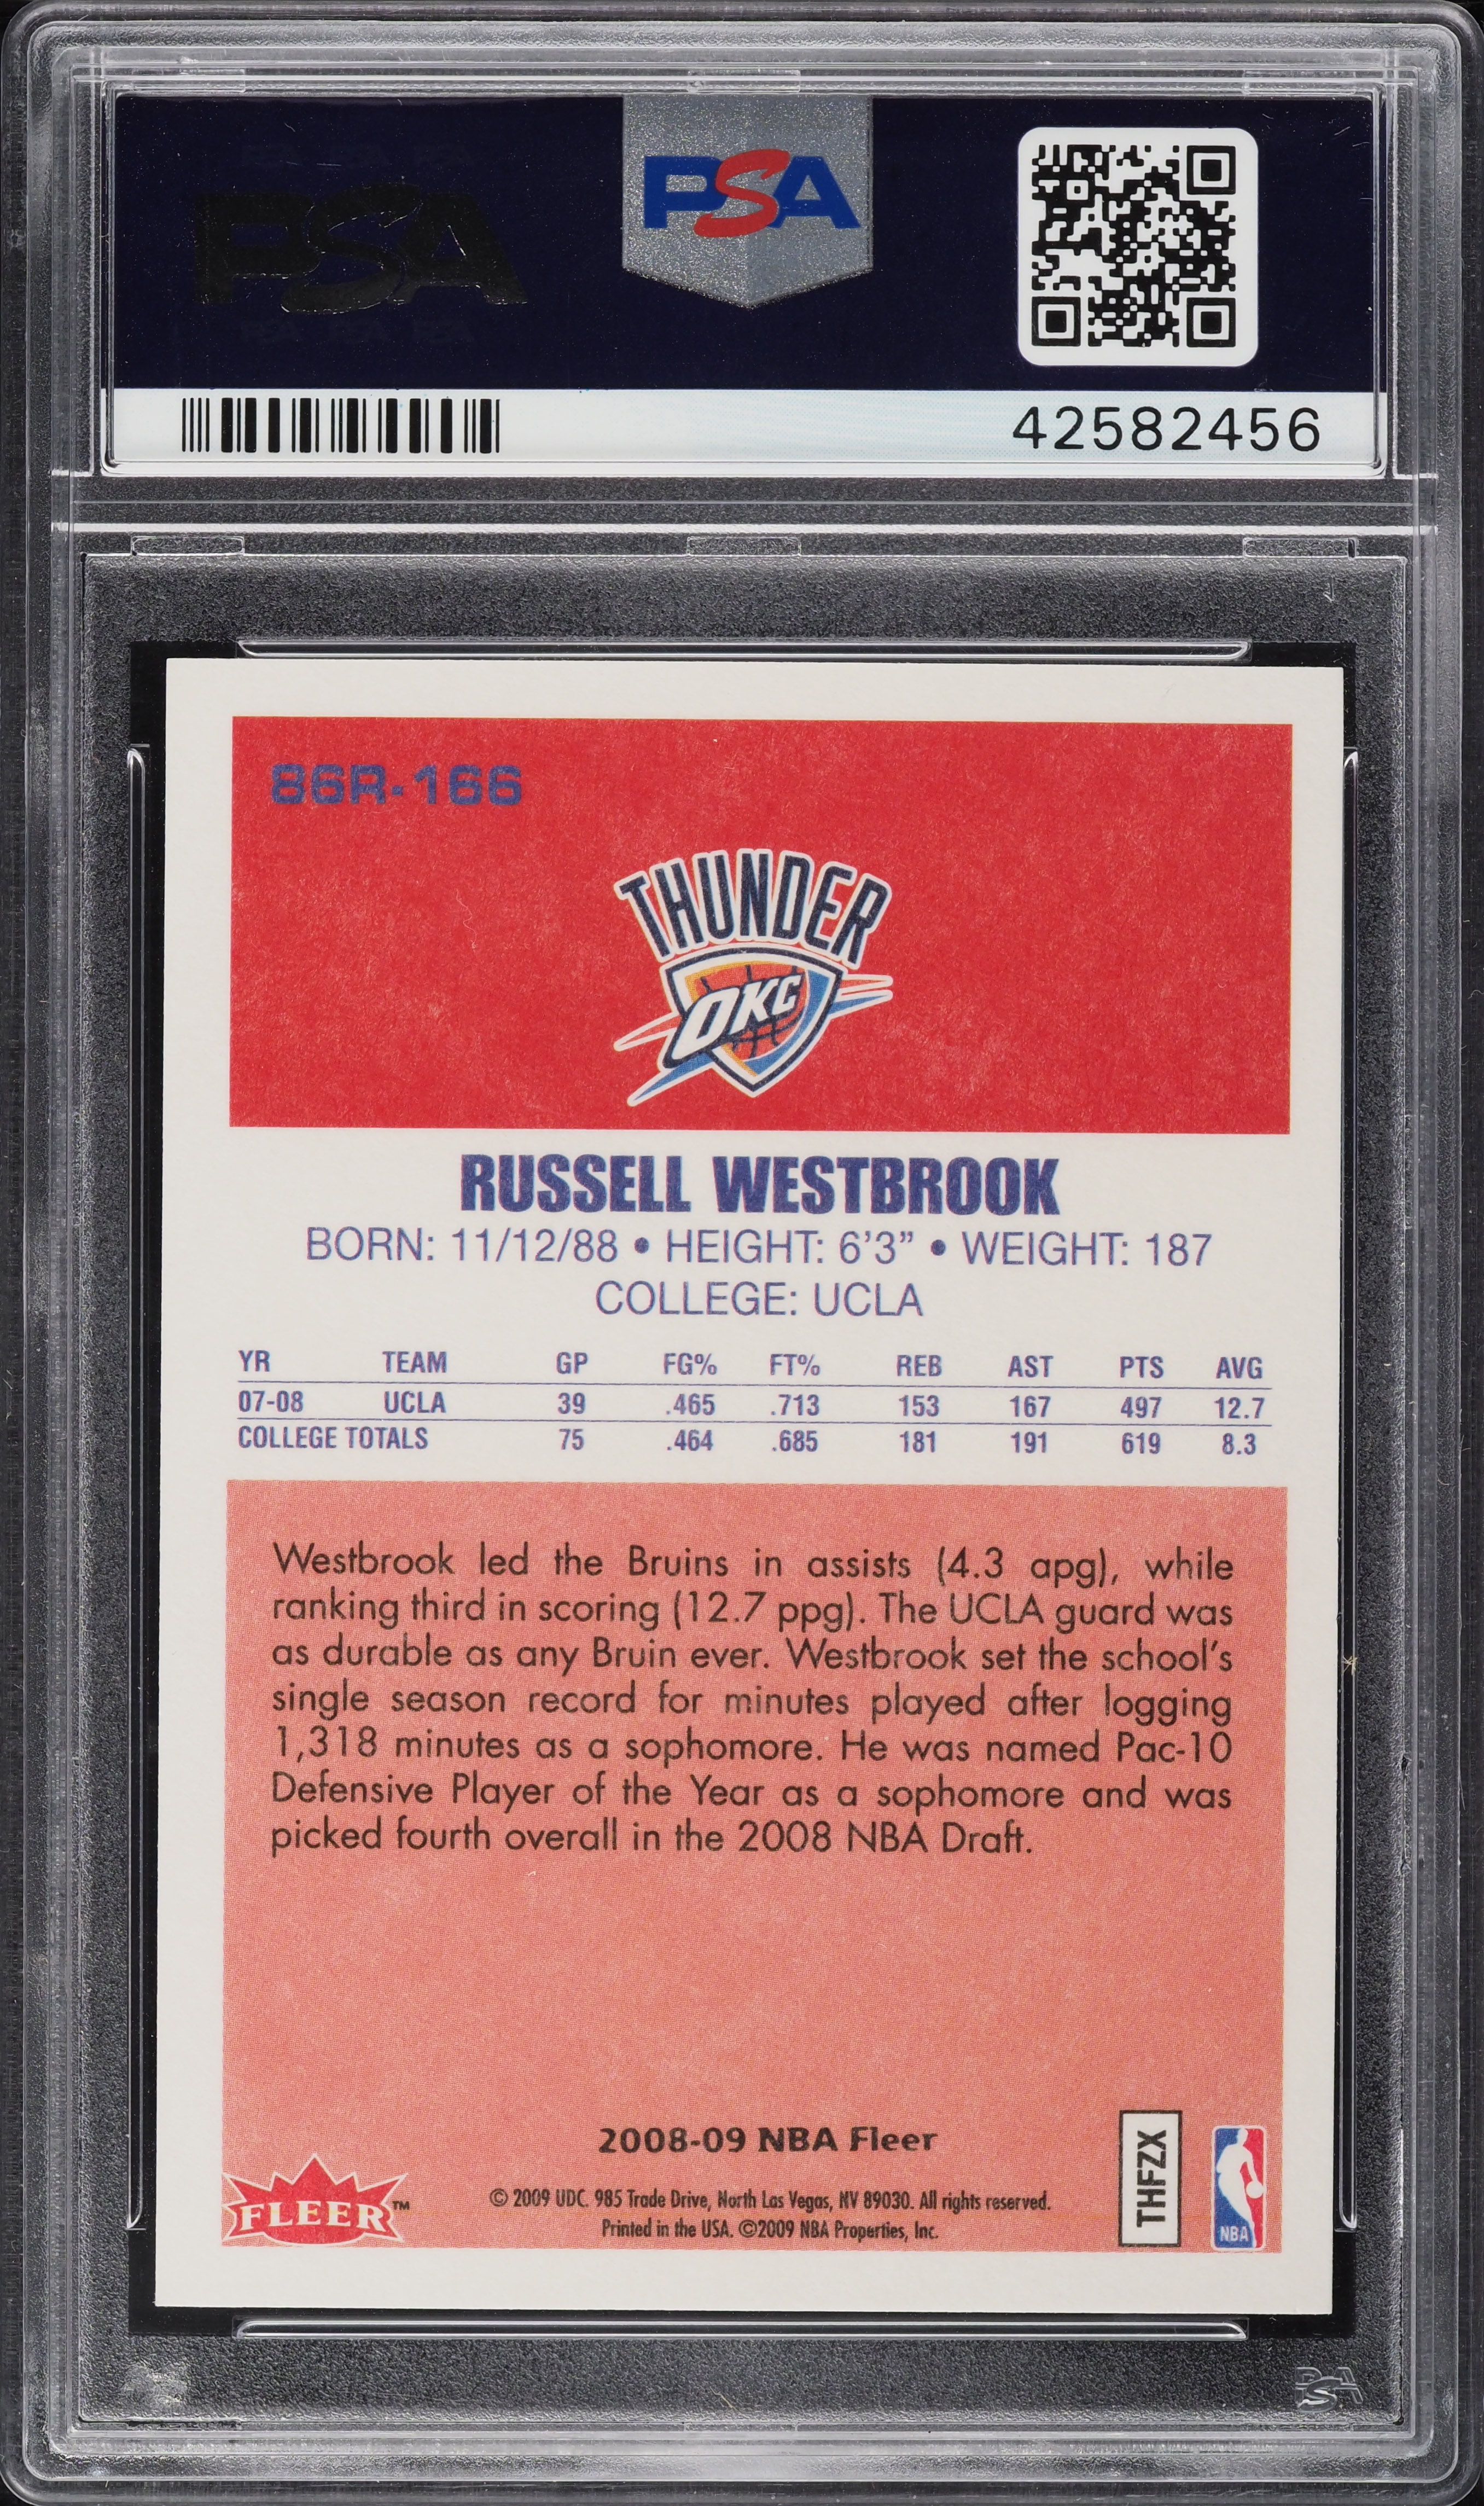 PSA
PSA
42582456
86R-166
THUNDER
OKC
RUSSELL WESTBROOK
BORN: 11/12/88 • HEIGHT: 6'3” • WEIGHT: 187
COLLEGE: UCLA
YR TEAM GP FG% FT% REB AST PTS AVG
07-08 UCLA 39 .465 .713 153 167 497 12.7
COLLEGE TOTALS 75 .464 .685 181 191 619 8.3
Westbrook led the Bruins in assists (4.3 apg), while
ranking third in scoring (12.7 ppg). The UCLA guard was
as durable as any Bruin ever. Westbrook set the school's
single season record for minutes played after logging
1,318 minutes as a sophomore. He was named Pac-10
Defensive Player of the Year as a sophomore and was
picked fourth overall in the 2008 NBA Draft.
2008-09 NBA Fleer
FLEER™
© 2009 UDC. 985 Trade Drive, North Las Vegas, NV 89030. All rights reserved.
Printed in the USA. ©2009 NBA Properties, Inc.
THFZX
NBA
PSA